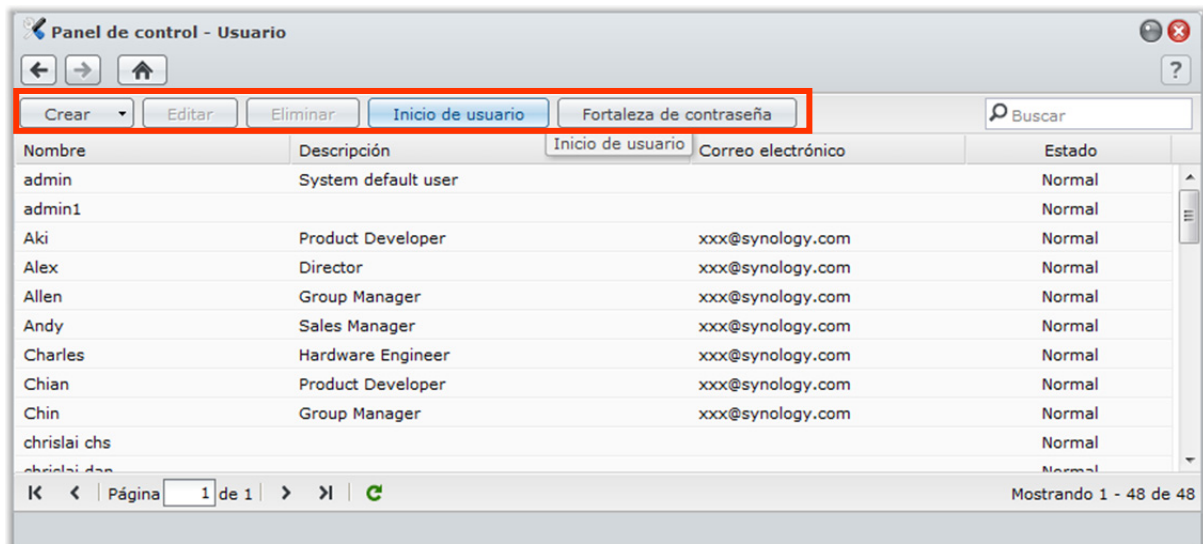 Panel de control - Usuario
?
Crear Editar Eliminar Inicio de usuario Fortaleza de contraseña Buscar
Inicio de usuario
Nombre Descripción Correo electrónico Estado
admin System default user Normal
admin1 Normal
Aki Product Developer xxx@synology.com Normal
Alex Director xxx@synology.com Normal
Allen Group Manager xxx@synology.com Normal
Andy Sales Manager xxx@synology.com Normal
Charles Hardware Engineer xxx@synology.com Normal
Chian Product Developer xxx@synology.com Normal
Chin Group Manager xxx@synology.com Normal
chrislai chs Normal
chrislai dan Normal
Página 1 de 1 Mostrando 1 - 48 de 48